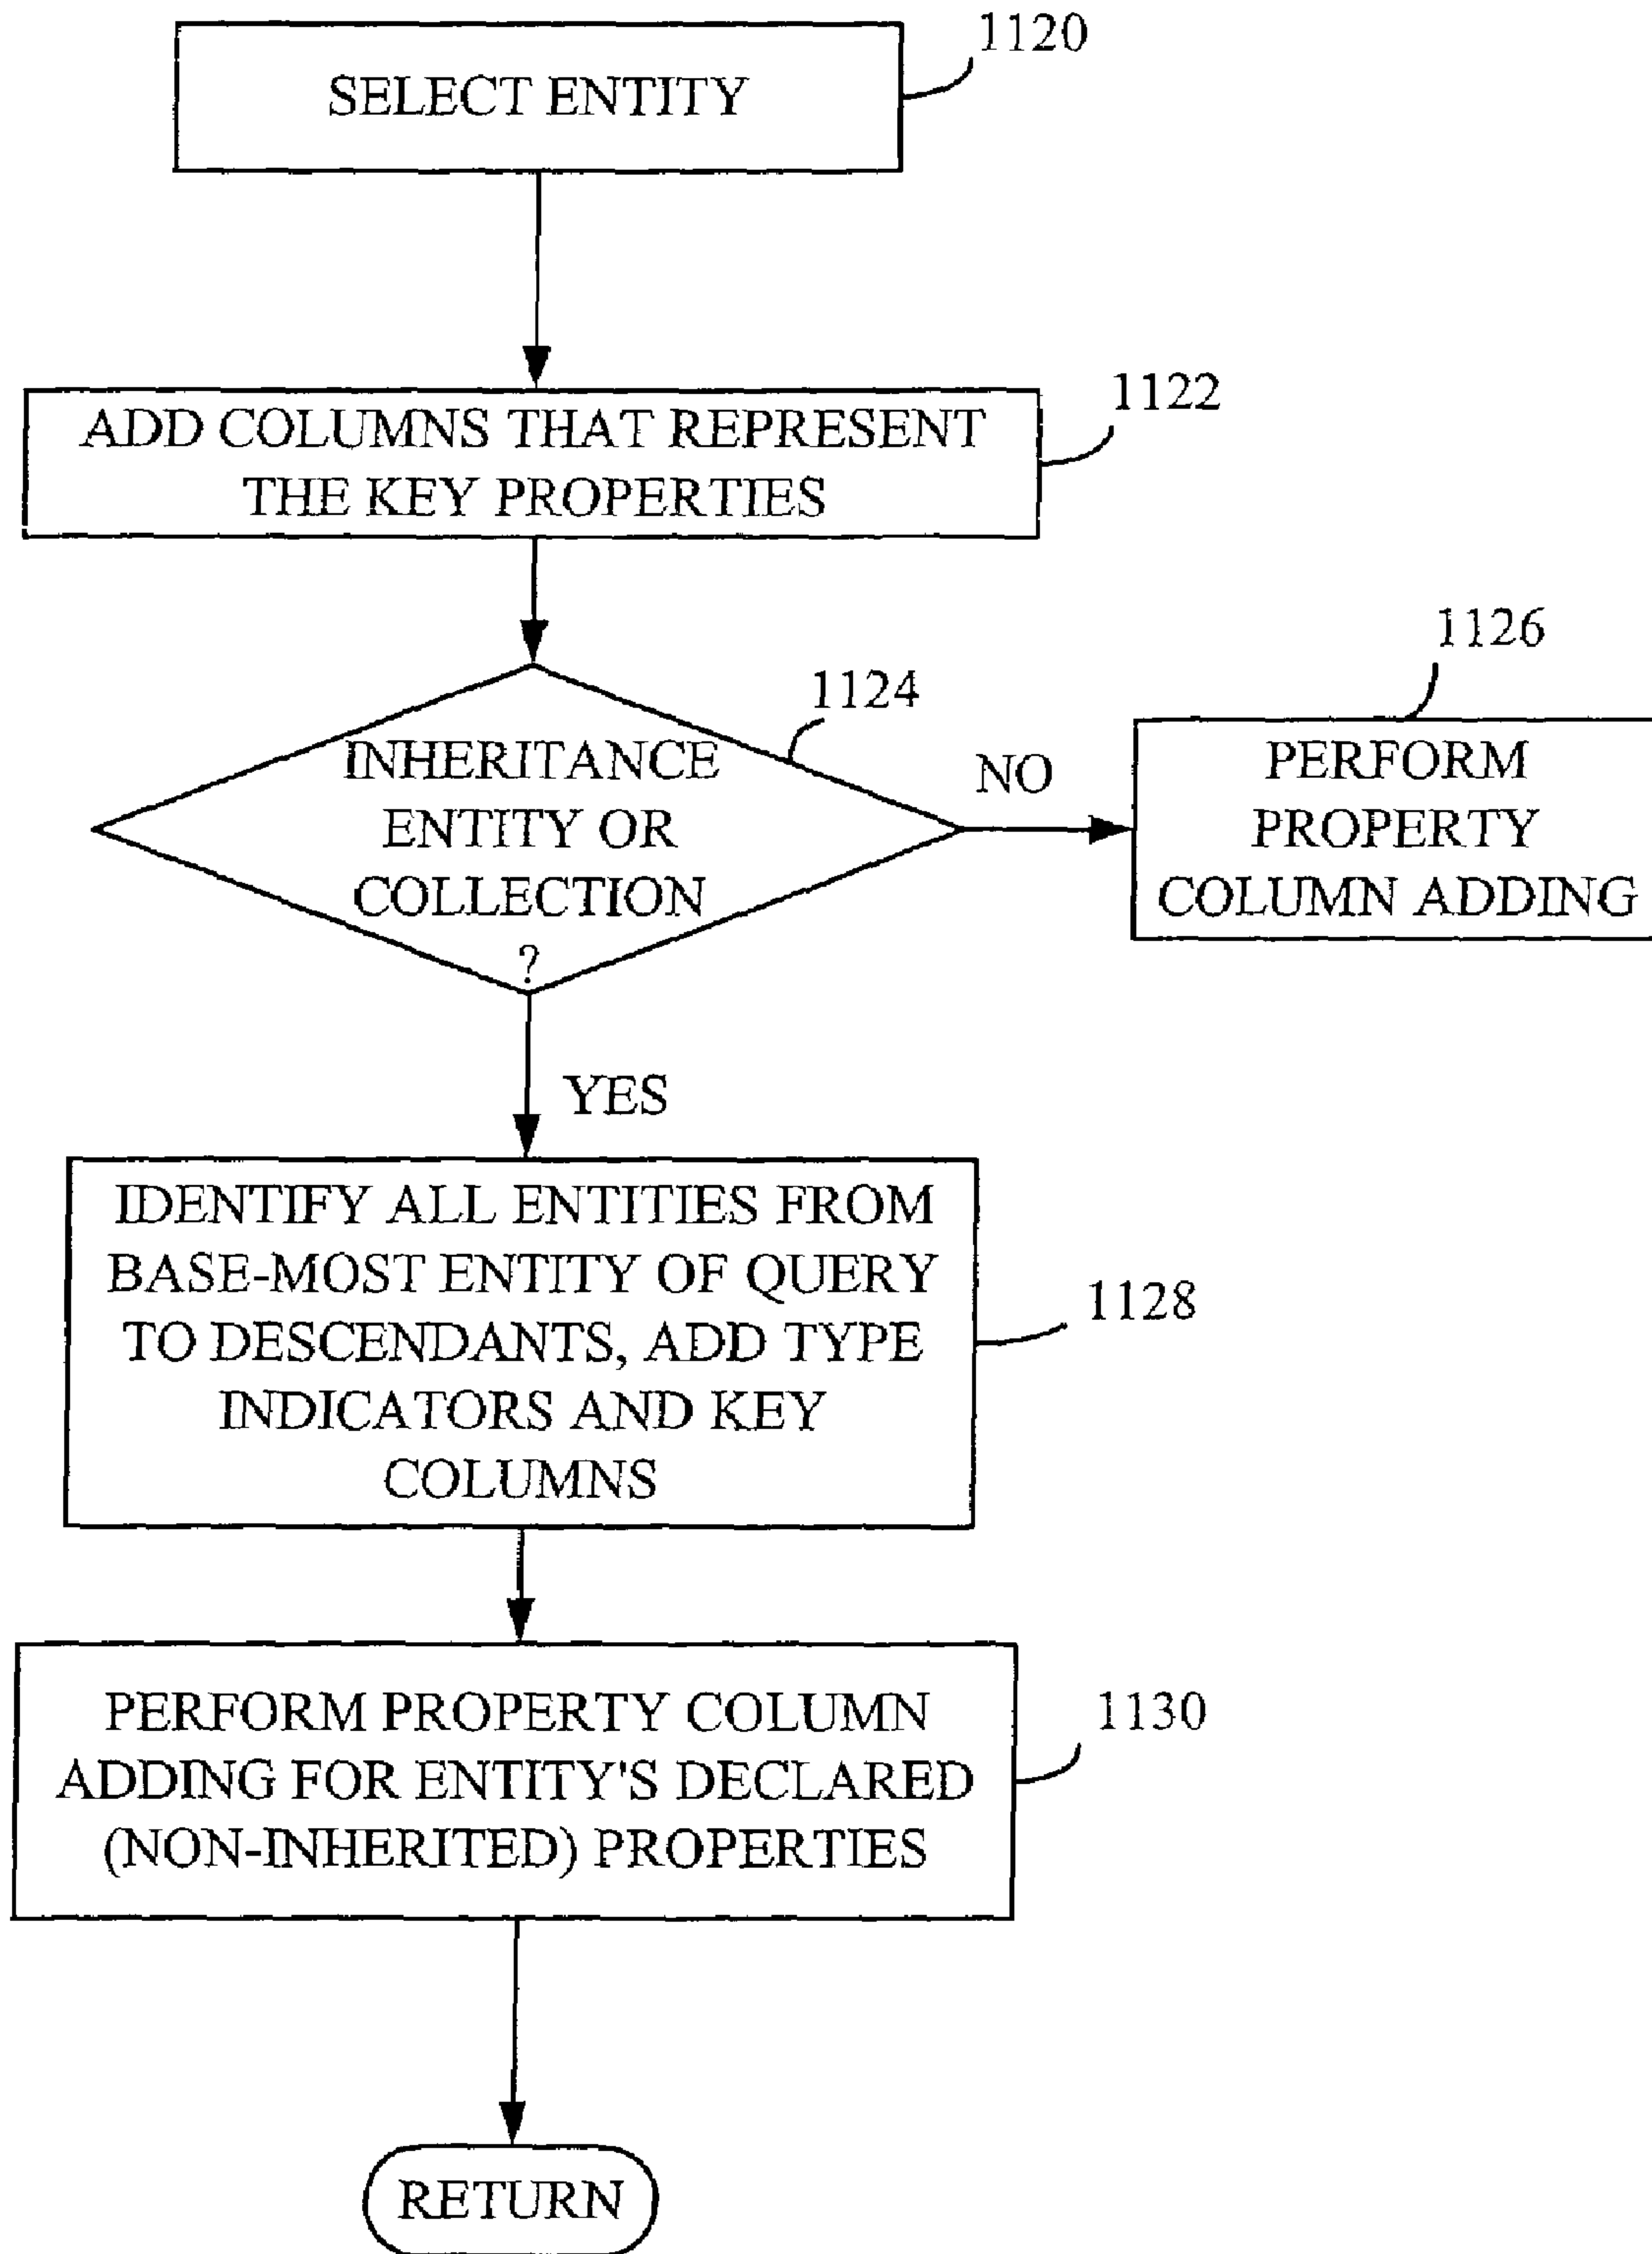 1120
SELECT ENTITY
1122
ADD COLUMNS THAT REPRESENT
THE KEY PROPERTIES
1124
INHERITANCE
ENTITY OR
COLLECTION
?
NO
1126
PERFORM
PROPERTY
COLUMN ADDING
YES
IDENTIFY ALL ENTITIES FROM
BASE-MOST ENTITY OF QUERY
TO DESCENDANTS, ADD TYPE
INDICATORS AND KEY
COLUMNS
1128
PERFORM PROPERTY COLUMN
ADDING FOR ENTITY'S DECLARED
(NON-INHERITED) PROPERTIES
1130
RETURN